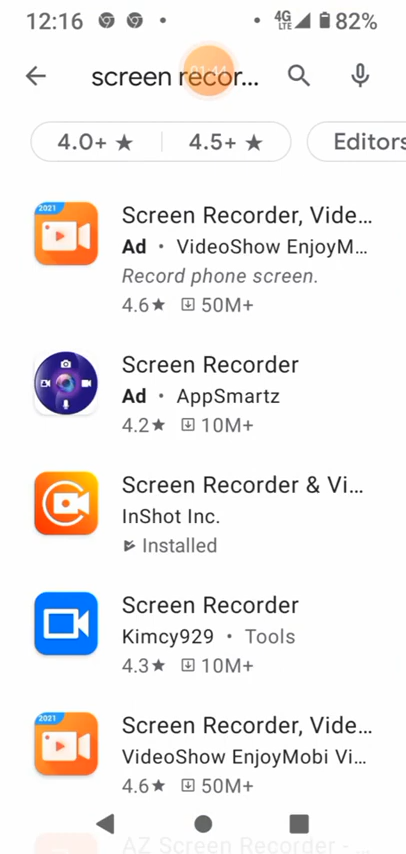 12:16 4G LTE 82%
screen recor...
01:44
4.0+ ★ 4.5+ ★ Editors
2021
Screen Recorder, Vide...
Ad • VideoShow EnjoyM...
Record phone screen.
4.6★ 50M+
Screen Recorder
Ad • AppSmartz
4.2★ 10M+
Screen Recorder & Vi...
InShot Inc.
Installed
Screen Recorder
Kimcy929 • Tools
4.3★ 10M+
2021
Screen Recorder, Vide...
VideoShow EnjoyMobi Vi...
4.6★ 50M+
AZ Screen Recorder - ...